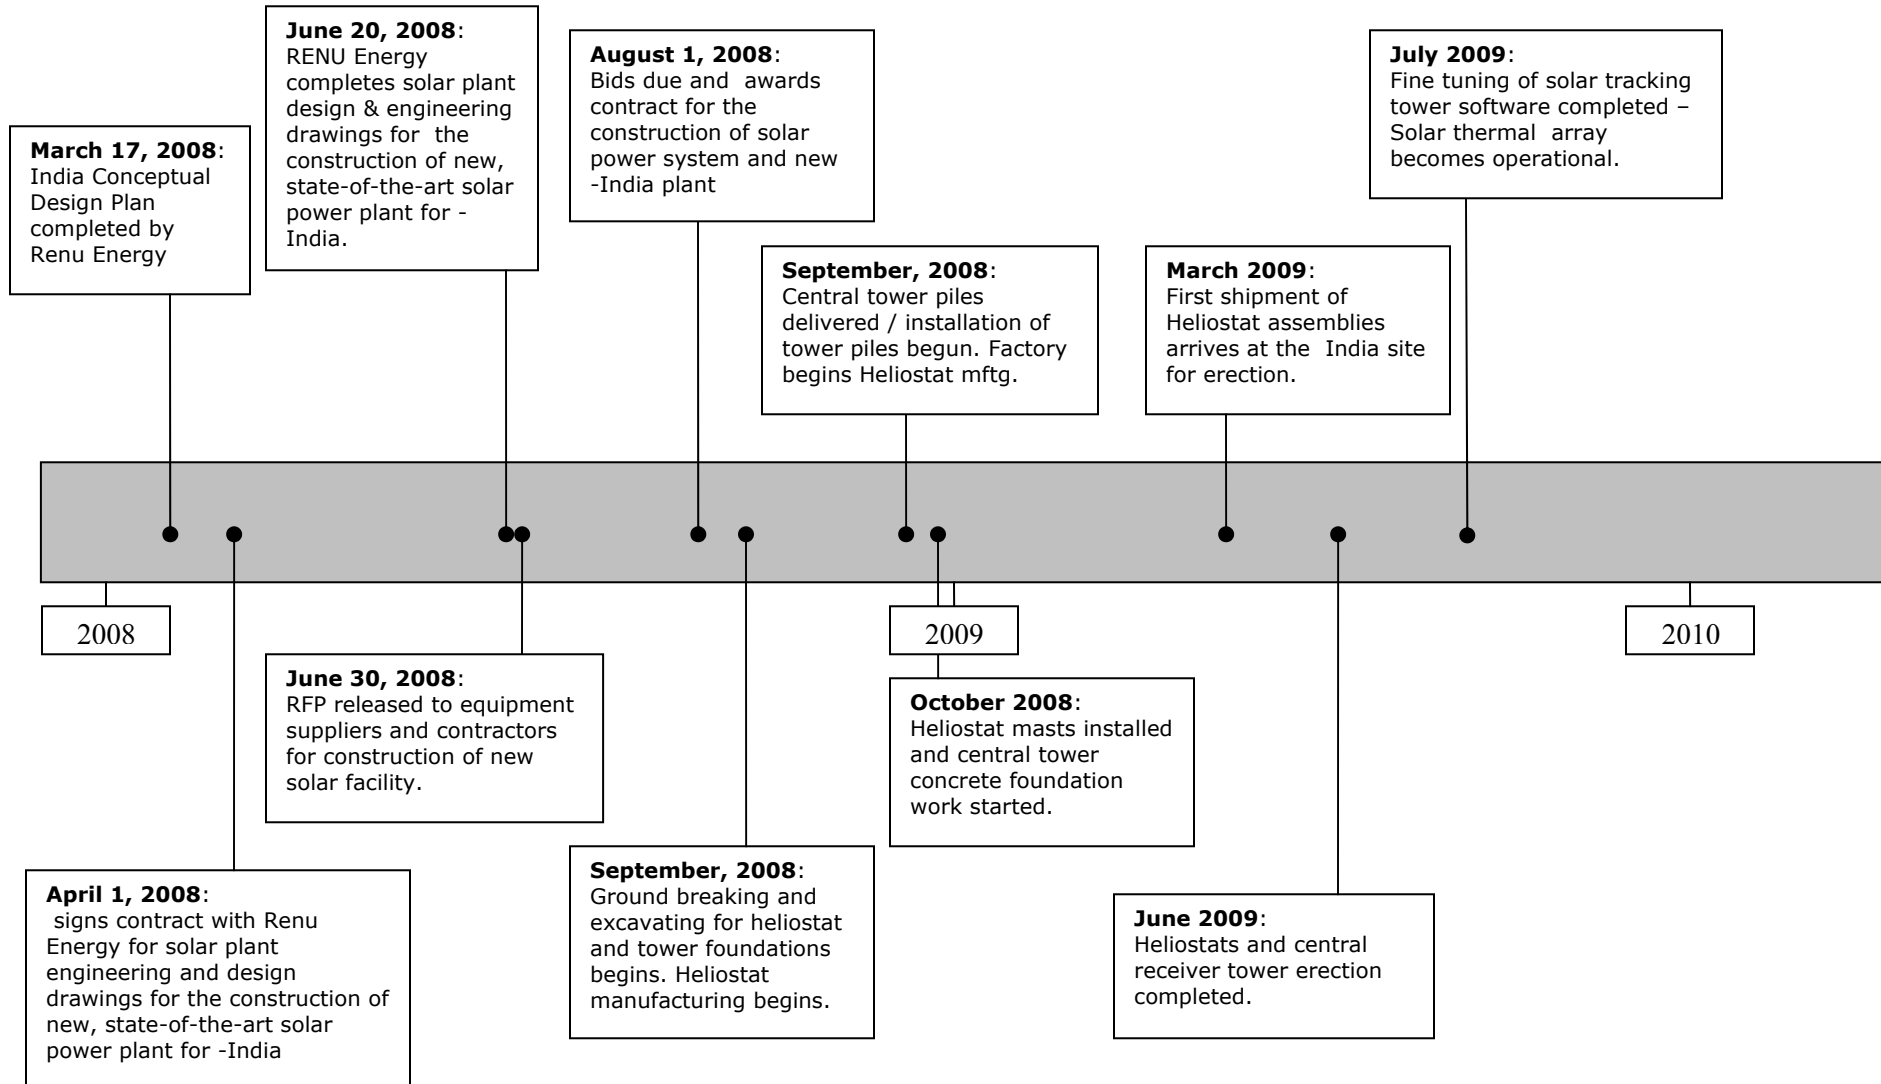 March 17, 2008:
India Conceptual
Design Plan
completed by
Renu Energy
June 20, 2008:
RENU Energy
completes solar plant
design & engineering
drawings for the
construction of new,
state-of-the-art solar
power plant for -
India.
August 1, 2008:
Bids due and awards
contract for the
construction of solar
power system and new
-India plant
September, 2008:
Central tower piles
delivered / installation of
tower piles begun. Factory
begins Heliostat mftg.
March 2009:
First shipment of
Heliostat assemblies
arrives at the India site
for erection.
July 2009:
Fine tuning of solar tracking
tower software completed –
Solar thermal array
becomes operational.
2008
2009
2010
April 1, 2008:
signs contract with Renu
Energy for solar plant
engineering and design
drawings for the construction of
new, state-of-the-art solar
power plant for -India
June 30, 2008:
RFP released to equipment
suppliers and contractors
for construction of new
solar facility.
September, 2008:
Ground breaking and
excavating for heliostat
and tower foundations
begins. Heliostat
manufacturing begins.
October 2008:
Heliostat masts installed
and central tower
concrete foundation
work started.
June 2009:
Heliostats and central
receiver tower erection
completed.